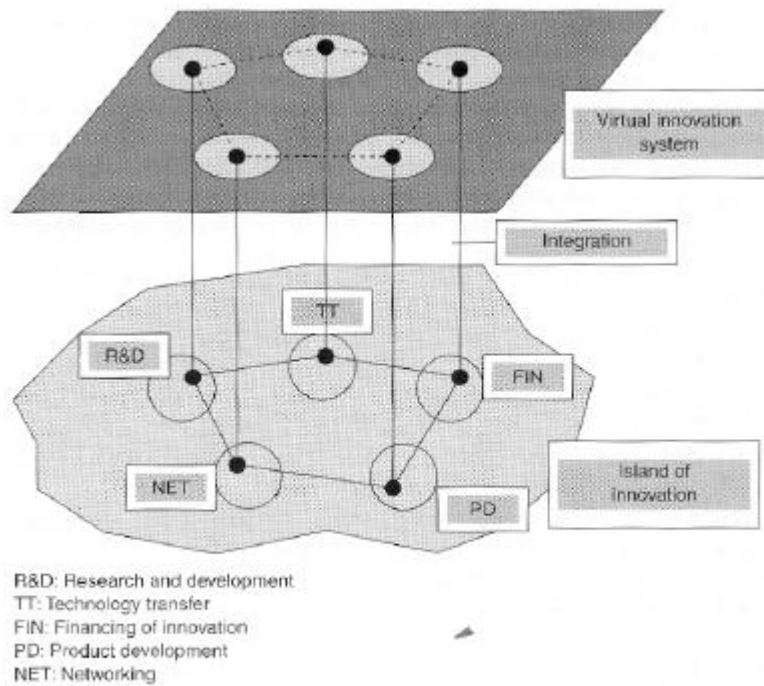 Virtual innovation
system
Integration
TT
R&D
FIN
NET
Island of
innovation
PD
R&D: Research and development
TT: Technology transfer
FIN: Financing of innovation
PD: Product development
NET: Networking